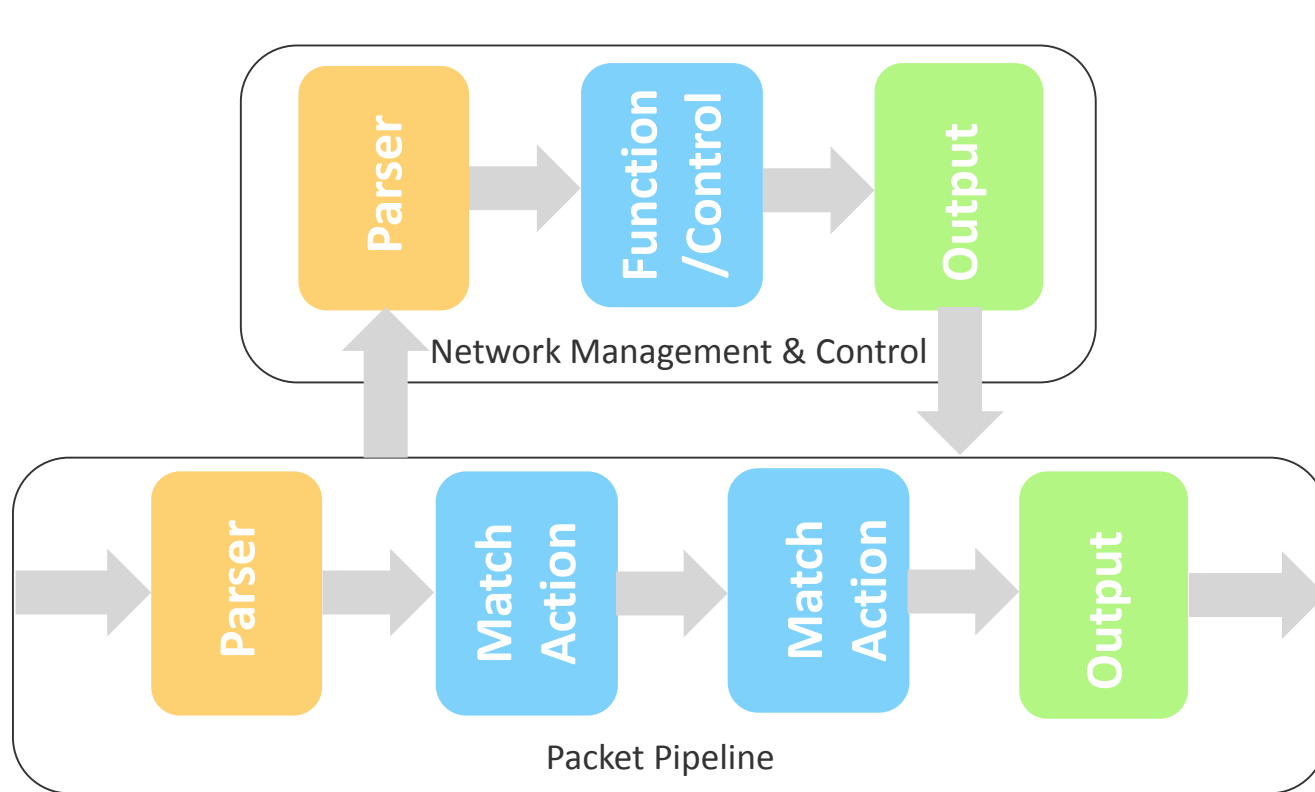 Parser
Function
/Control
Output
Network Management & Control
Parser
Match
Action
Match
Action
Output
Packet Pipeline